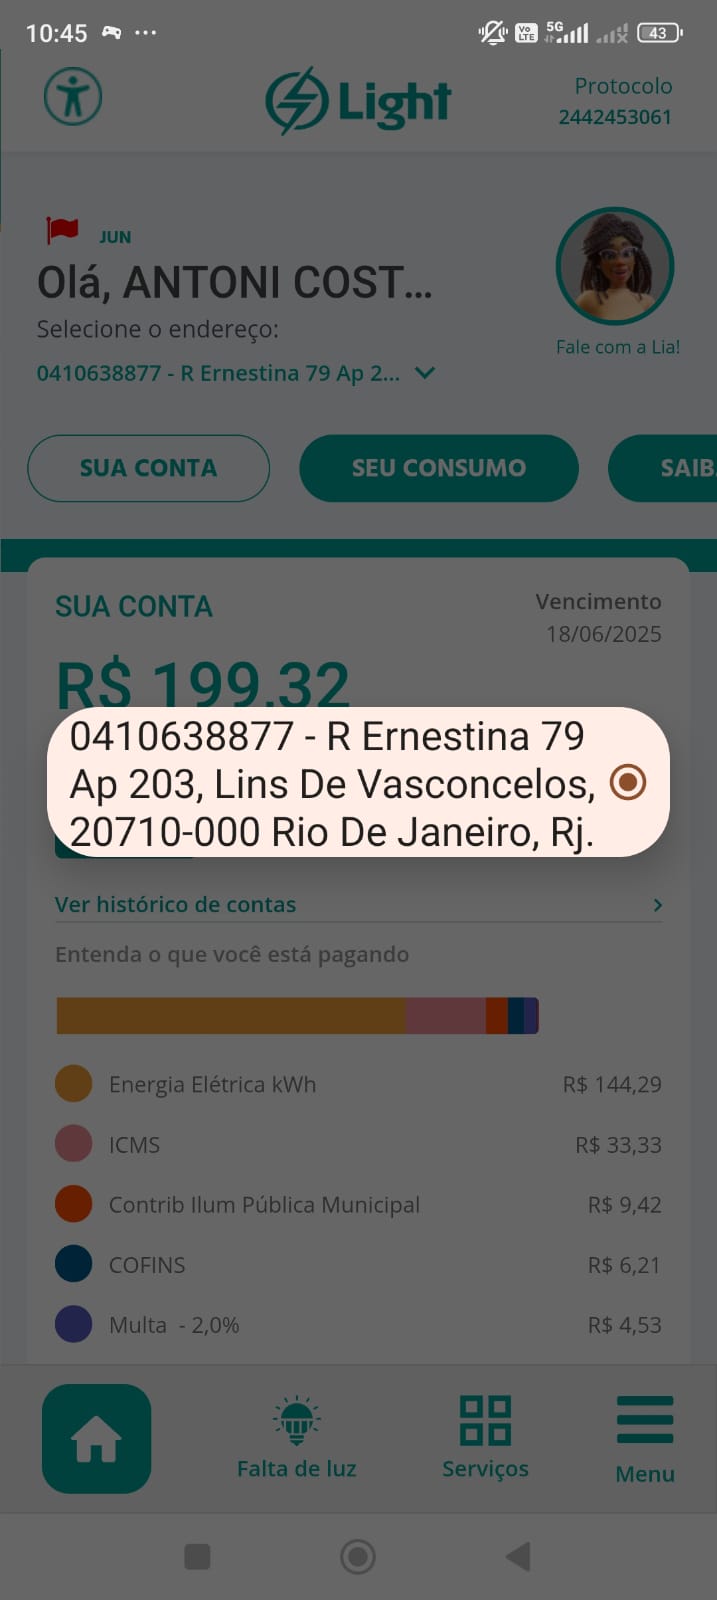 10:45
Vo
LTE
5G
43
Light
Protocolo
2442453061
JUN
Olá, ANTONI COST...
Selecione o endereço:
0410638877 - R Ernestina 79 Ap 2...
Fale com a Lia!
SUA CONTA
SEU CONSUMO
SAIB
SUA CONTA
Vencimento
18/06/2025
R$ 199,32
0410638877 - R Ernestina 79
Ap 203, Lins De Vasconcelos,
20710-000 Rio De Janeiro, Rj.
Ver histórico de contas
Entenda o que você está pagando
Energia Elétrica kWh R$ 144,29
ICMS R$ 33,33
Contrib Ilum Pública Municipal R$ 9,42
COFINS R$ 6,21
Multa - 2,0% R$ 4,53
Falta de luz
Serviços
Menu